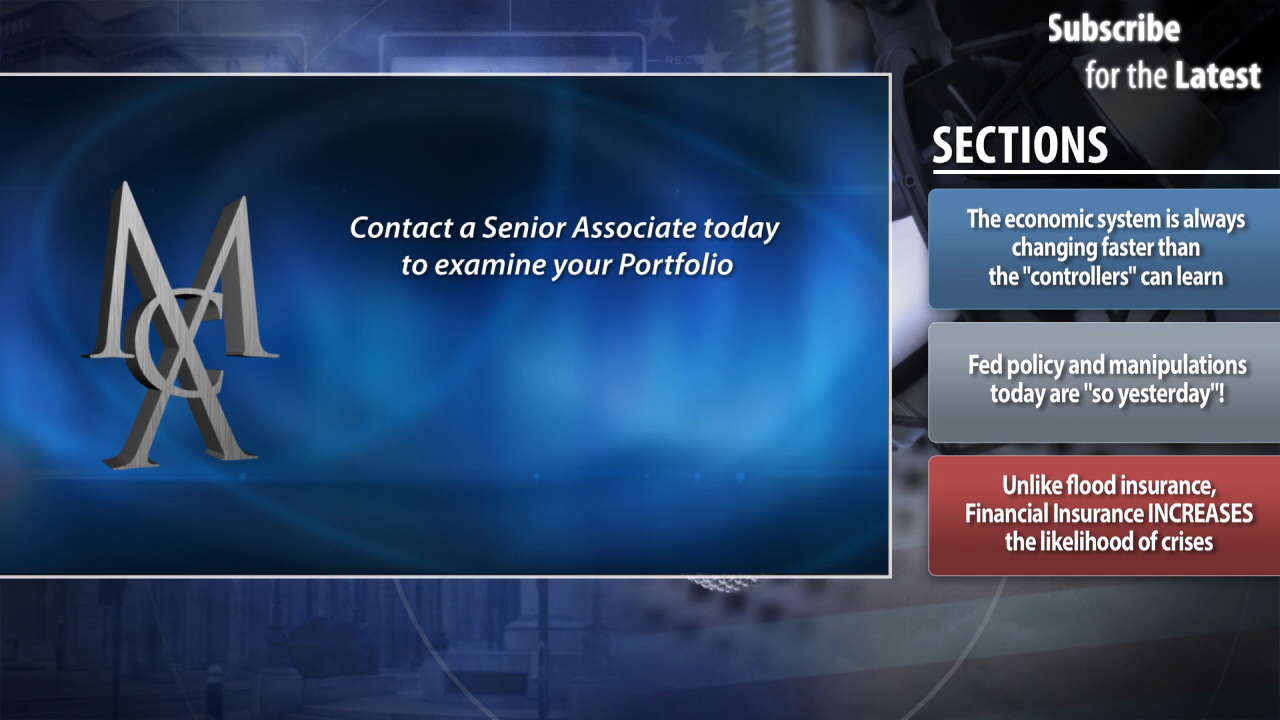 Subscribe
for the Latest
SECTIONS
Contact a Senior Associate today
to examine your Portfolio
MCX
The economic system is always
changing faster than
the "controllers" can learn
Fed policy and manipulations
today are "so yesterday"!
Unlike flood insurance,
Financial Insurance INCREASES
the likelihood of crises